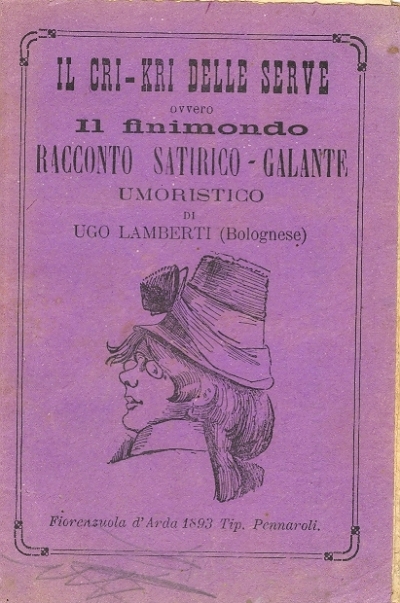 IL CRI-KRI DELLE SERVE
ovvero
Il finimondo
RACCONTO SATIRICO - GALANTE
UMORISTICO
DI
UGO LAMBERTI (Bolognese)
Fiorenzuola d'Arda 1893 Tip. Pennaroli.